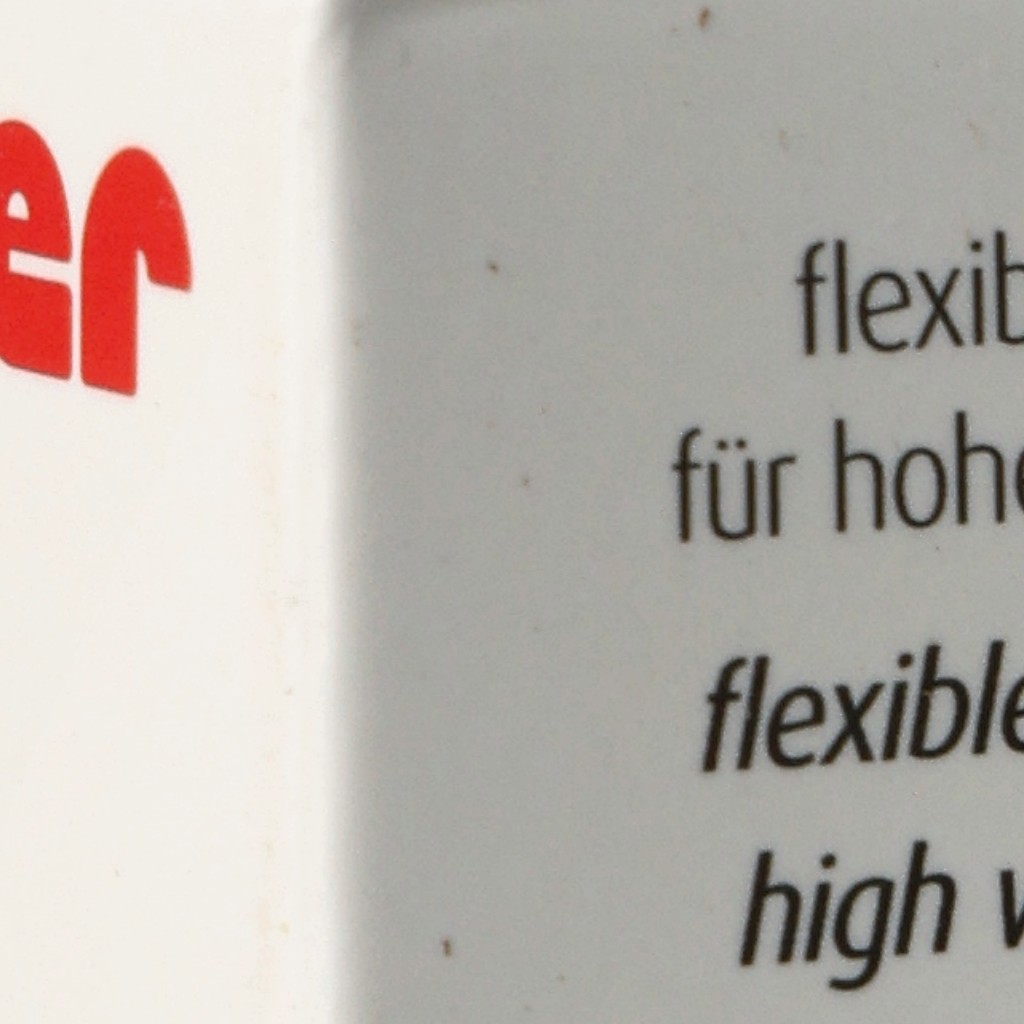 er
flexib
für hohe
flexible
high v